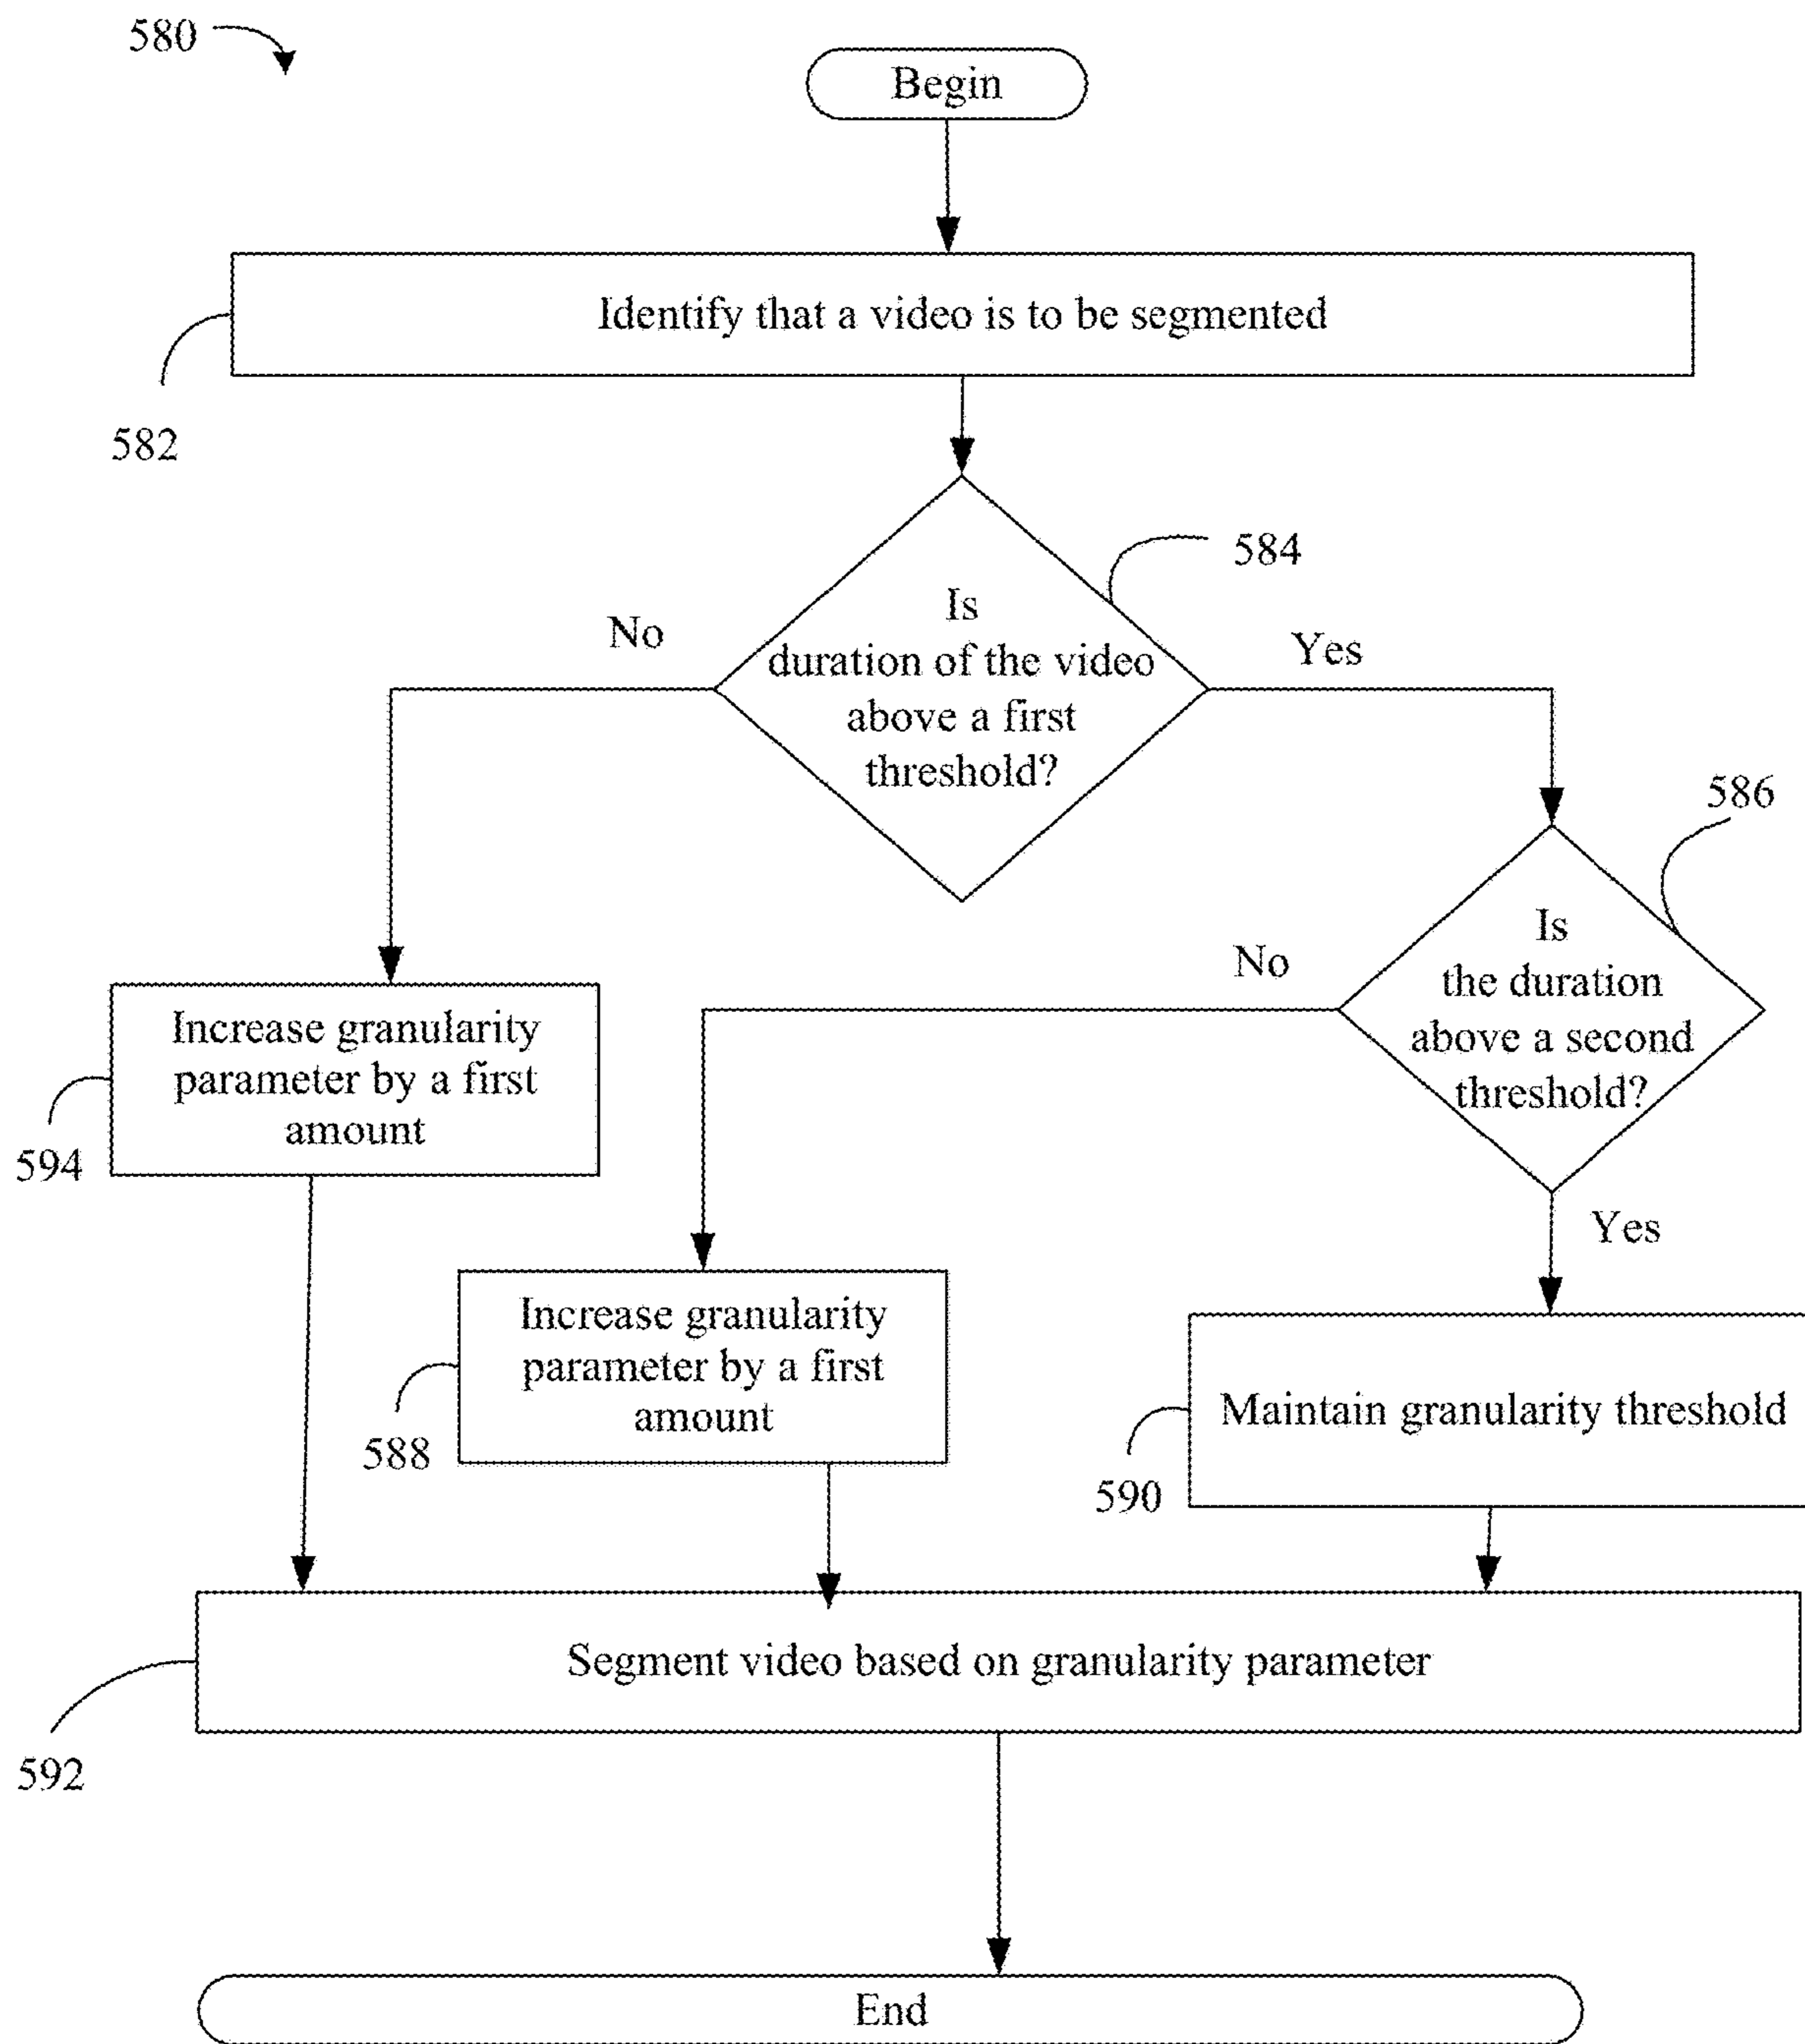 580
Begin
Identify that a video is to be segmented
582
584
Is
duration of the video
above a first
threshold?
No
Yes
586
Is
the duration
above a second
threshold?
No
Yes
Increase granularity
parameter by a first
amount
594
Increase granularity
parameter by a first
amount
588
Maintain granularity threshold
590
Segment video based on granularity parameter
592
End